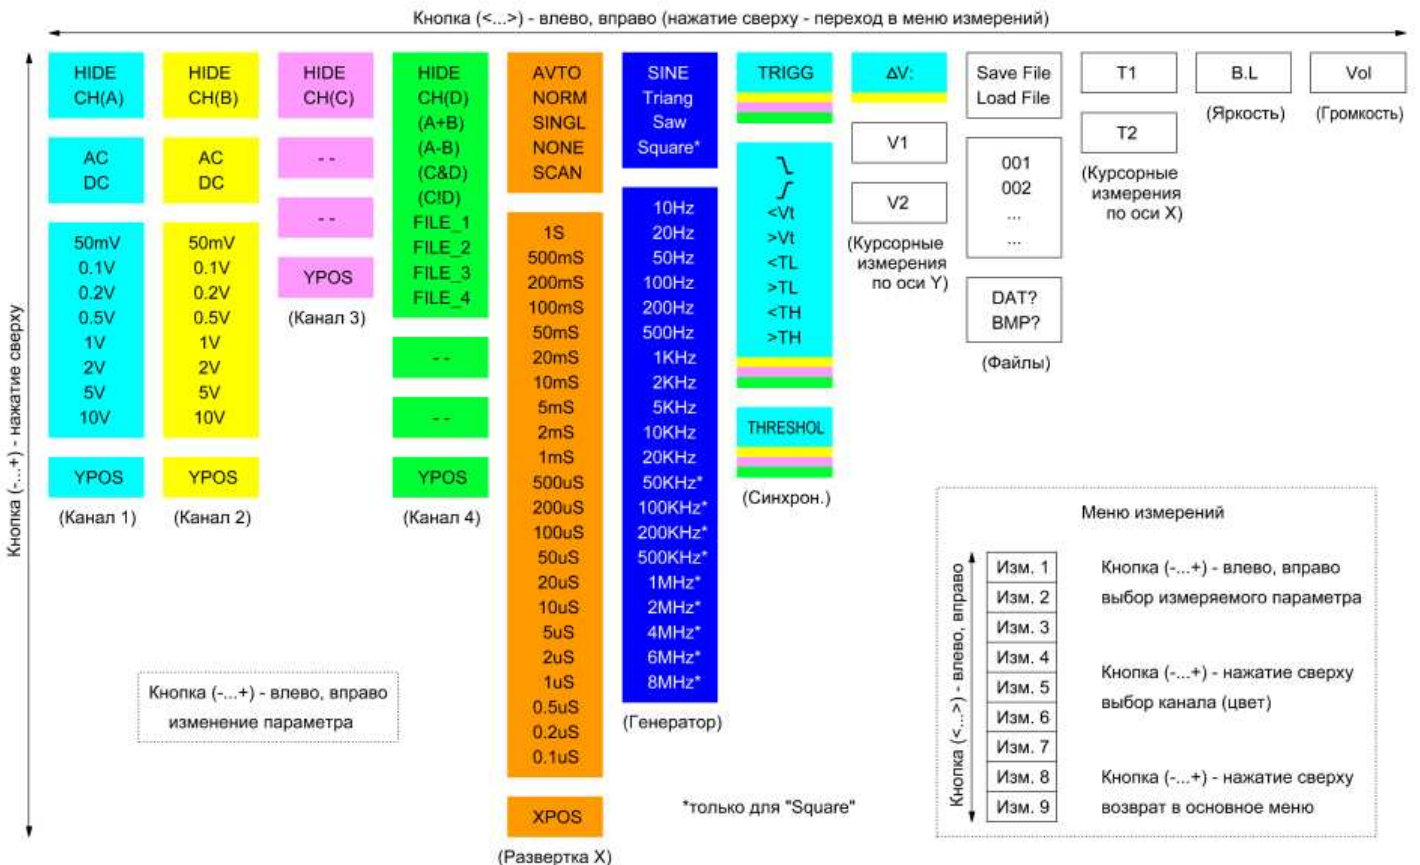 Кнопка (<...>) - влево, вправо (нажатие сверху - переход в меню измерений)
Кнопка (-...+) - нажатие сверху
HIDE
CH(A)
AC
DC
50mV
0.1V
0.2V
0.5V
1V
2V
5V
10V
YPOS
(Канал 1)
HIDE
CH(B)
AC
DC
50mV
0.1V
0.2V
0.5V
1V
2V
5V
10V
YPOS
(Канал 2)
HIDE
CH(C)
- -
- -
YPOS
(Канал 3)
HIDE
CH(D)
(A+B)
(A-B)
(C&D)
(C!D)
FILE_1
FILE_2
FILE_3
FILE_4
- -
- -
YPOS
(Канал 4)
AVTO
NORM
SINGL
NONE
SCAN
1S
500mS
200mS
100mS
50mS
20mS
10mS
5mS
2mS
1mS
500uS
200uS
100uS
50uS
20uS
10uS
5uS
2uS
1uS
0.5uS
0.2uS
0.1uS
XPOS
(Развертка X)
SINE
Triang
Saw
Square*
10Hz
20Hz
50Hz
100Hz
200Hz
500Hz
1KHz
2KHz
5KHz
10KHz
20KHz
50KHz*
100KHz*
200KHz*
500KHz*
1MHz*
2MHz*
4MHz*
6MHz*
8MHz*
(Генератор)
TRIGG
<Vt
>Vt
<TL
>TL
<TH
>TH
THRESHOL
(Синхрон.)
ΔV:
V1
V2
(Курсорные
измерения
по оси Y)
Save File
Load File
001
002
...
...
DAT?
BMP?
(Файлы)
T1
T2
(Курсорные
измерения
по оси X)
B.L
(Яркость)
Vol
(Громкость)
Кнопка (-...+) - влево, вправо
изменение параметра
*только для "Square"
Меню измерений
Кнопка (<...>) - влево, вправо
Изм. 1
Изм. 2
Изм. 3
Изм. 4
Изм. 5
Изм. 6
Изм. 7
Изм. 8
Изм. 9
Кнопка (-...+) - влево, вправо
выбор измеряемого параметра
Кнопка (-...+) - нажатие сверху
выбор канала (цвет)
Кнопка (-...+) - нажатие сверху
возврат в основное меню